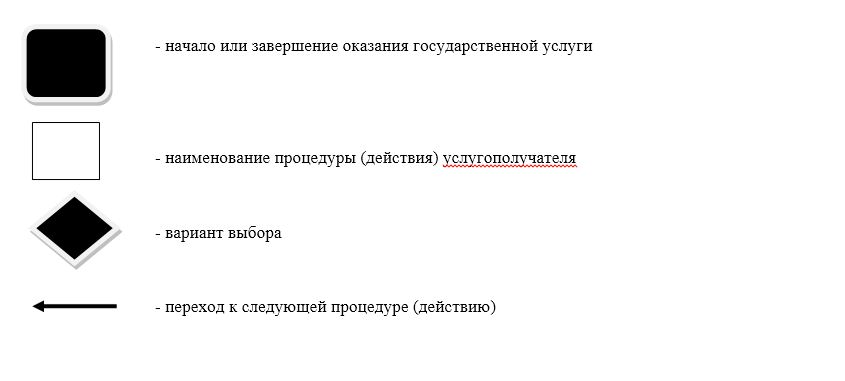 - начало или завершение оказания государственной услуги
- наименование процедуры (действия) услугополучателя
- вариант выбора
- переход к следующей процедуре (действию)